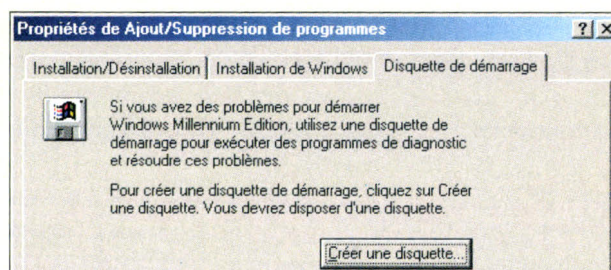 Propriétés de Ajout/Suppression de programmes
Installation/Désinstallation Installation de Windows Disquette de démarrage
Si vous avez des problèmes pour démarrer
Windows Millennium Edition, utilisez une disquette de
démarrage pour exécuter des programmes de diagnostic
et résoudre ces problèmes.
Pour créer une disquette de démarrage, cliquez sur Créer
une disquette. Vous devrez disposer d'une disquette.
Créer une disquette...